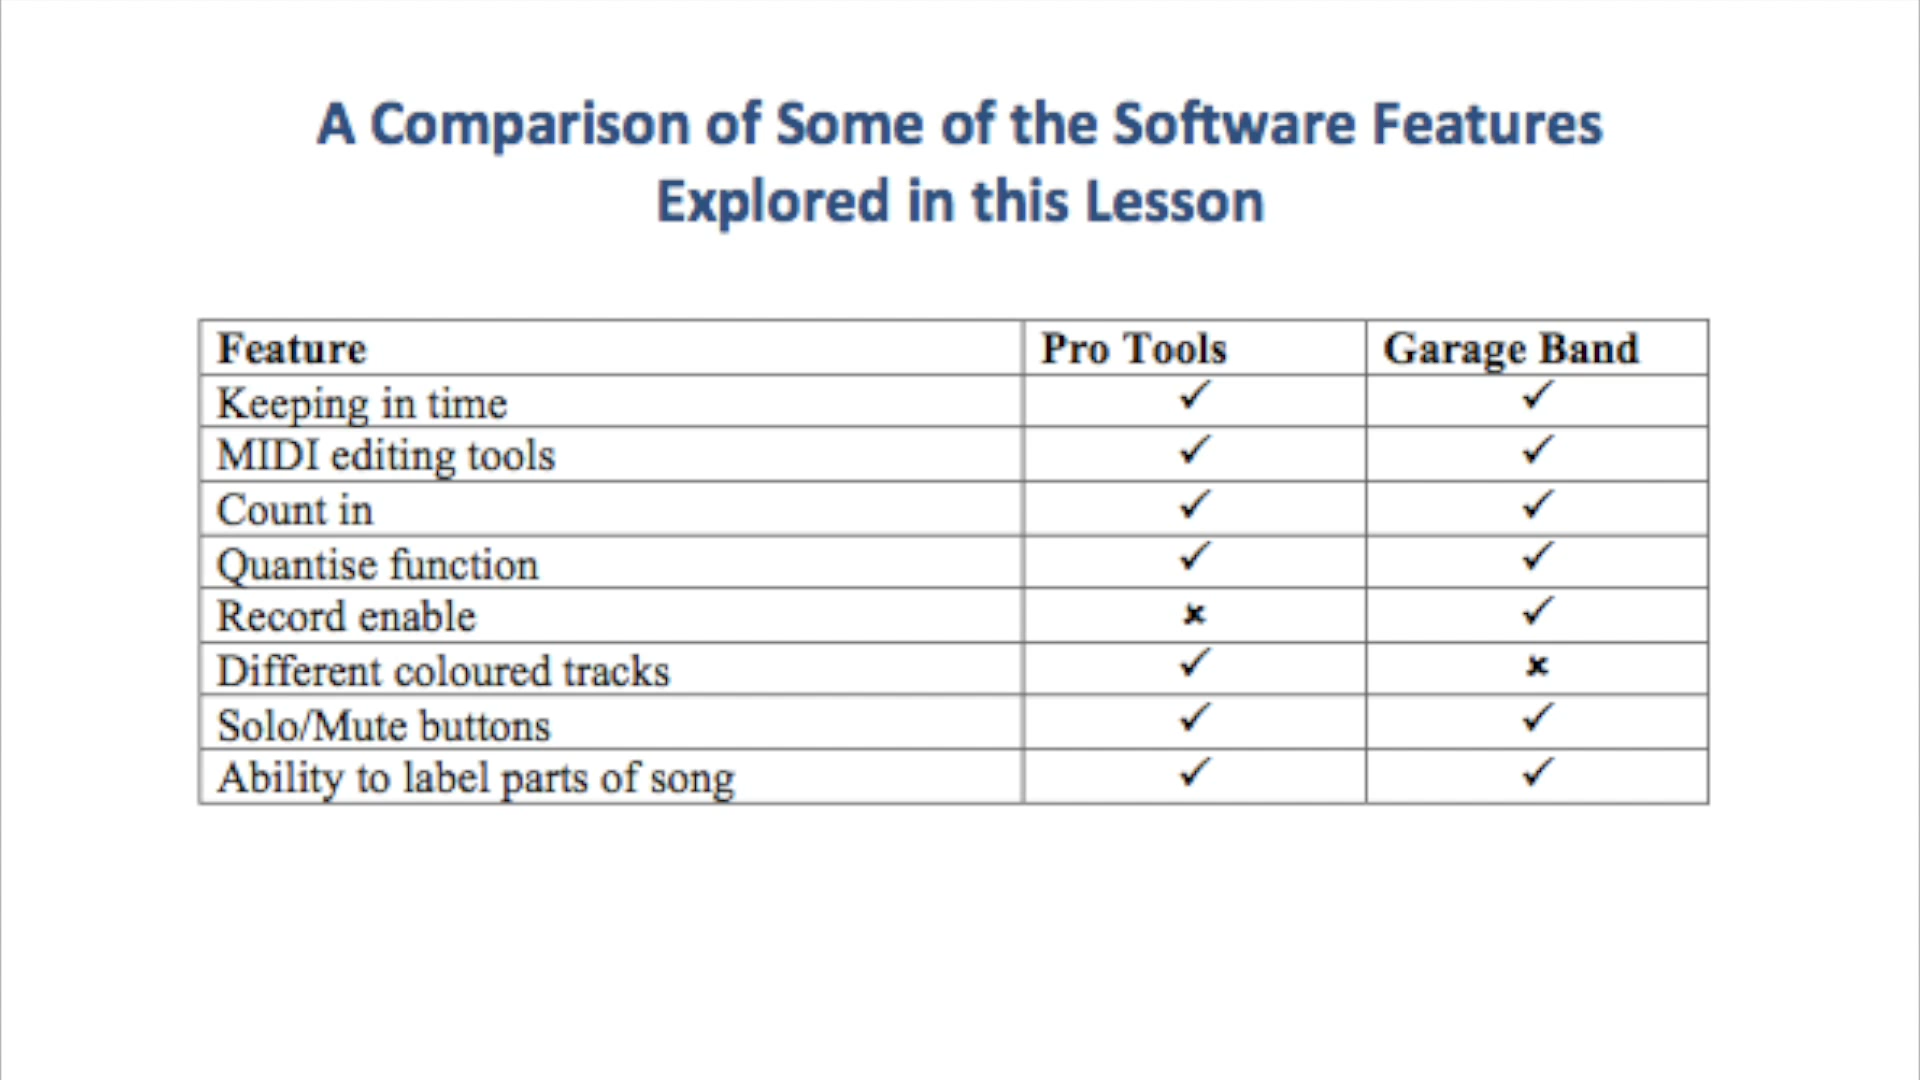 A Comparison of Some of the Software Features
Explored in this Lesson
Feature Pro Tools Garage Band
Keeping in time ✓ ✓
MIDI editing tools ✓ ✓
Count in ✓ ✓
Quantise function ✓ ✓
Record enable ✗ ✓
Different coloured tracks ✓ ✗
Solo/Mute buttons ✓ ✓
Ability to label parts of song ✓ ✓